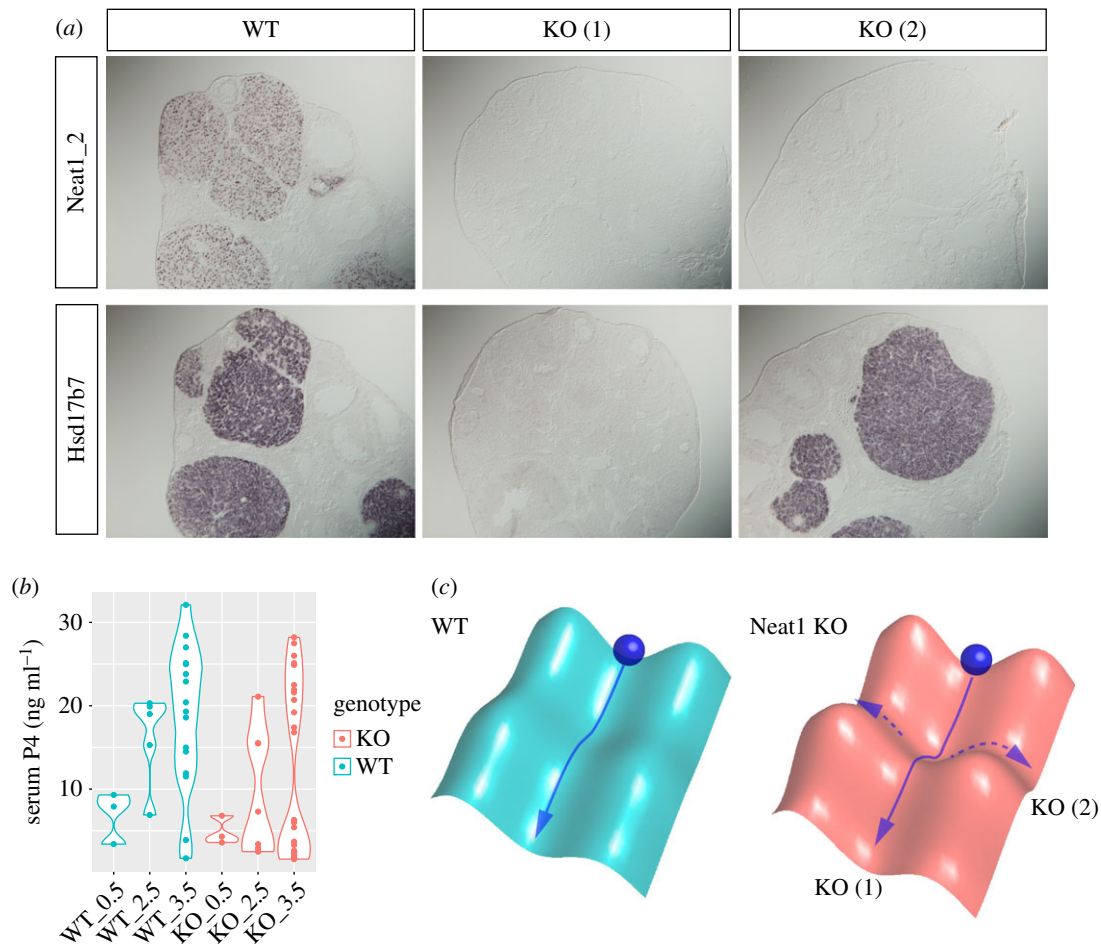 (a)
WT
KO (1)
KO (2)
Neat1_2
Hsd17b7
(b)
serum P4 (ng ml−1)
30
20
10
WT_0.5
WT_2.5
WT_3.5
KO_0.5
KO_2.5
KO_3.5
genotype
KO
WT
(c)
WT
Neat1 KO
KO (1)
KO (2)